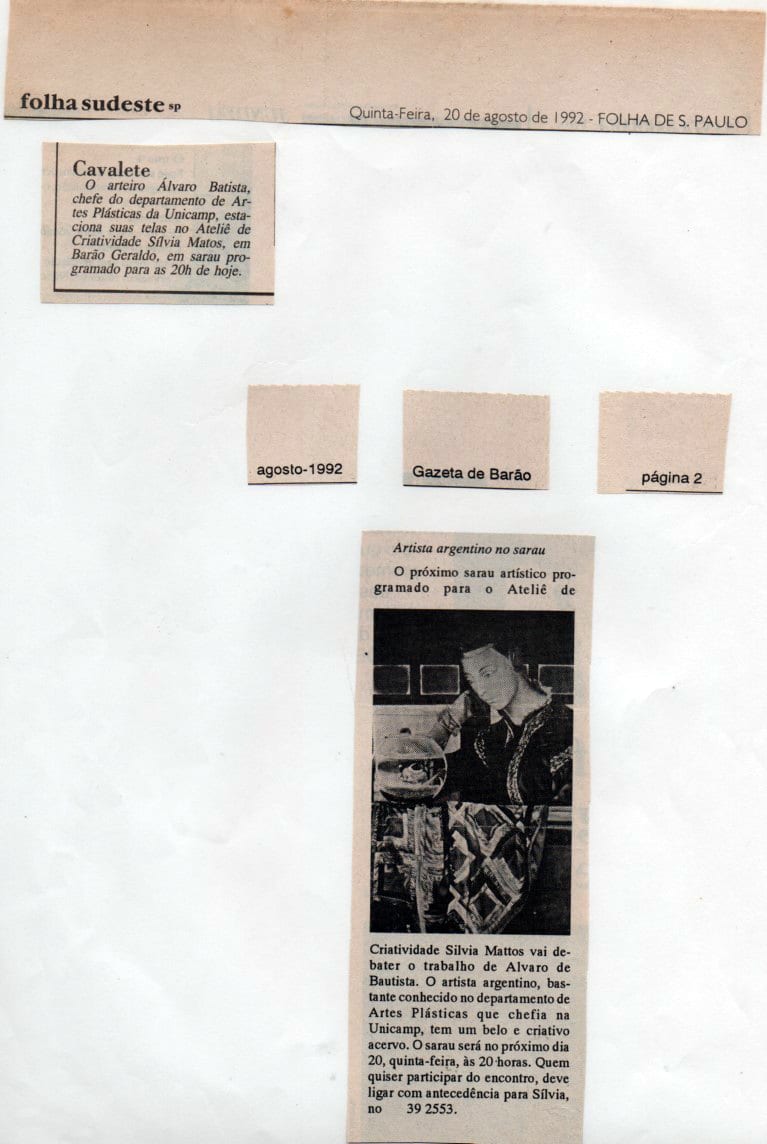 folha sudeste sp
Quinta-Feira, 20 de agosto de 1992 - FOLHA DE S. PAULO
Cavalete
O arteiro Álvaro Batista,
chefe do departamento de Ar-
tes Plásticas da Unicamp, esta-
ciona suas telas no Ateliê de
Criatividade Sílvia Matos, em
Barão Geraldo, em sarau pro-
gramado para as 20h de hoje.
agosto-1992
Gazeta de Barão
página 2
Artista argentino no sarau
O próximo sarau artístico pro-
gramado para o Ateliê de
Criatividade Silvia Mattos vai de-
bater o trabalho de Alvaro de
Bautista. O artista argentino, bas-
tante conhecido no departamento de
Artes Plásticas que chefia na
Unicamp, tem um belo e criativo
acervo. O sarau será no próximo dia
20, quinta-feira, às 20 horas. Quem
quiser participar do encontro, deve
ligar com antecedência para Sílvia,
no 39 2553.